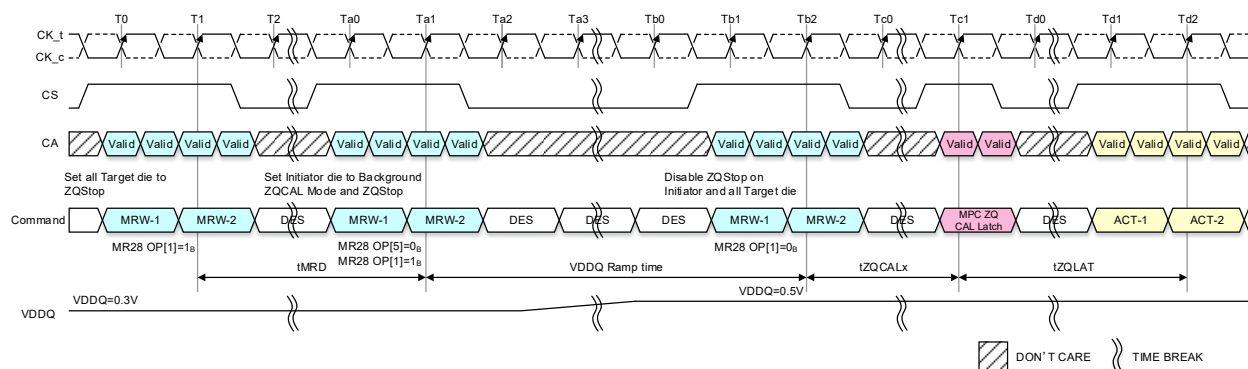 T0 T1 T2 Ta0 Ta1 Ta2 Ta3 Tb0 Tb1 Tb2 Tc0 Tc1 Td0 Td1 Td2
CK_t
CK_c
CS
CA Valid Valid Valid Valid Valid Valid Valid Valid Valid Valid Valid Valid Valid Valid Valid Valid Valid Valid
Set all Target die to
ZQStop
Set Initiator die to Background
ZQCAL Mode and ZQStop
Disable ZQStop on
Initiator and all Target die
Command MRW-1 MRW-2 DES MRW-1 MRW-2 DES DES DES MRW-1 MRW-2 DES MPC ZQ CAL Latch DES ACT-1 ACT-2
MR28 OP[1]=1B
MR28 OP[5]=0B
MR28 OP[1]=1B
MR28 OP[1]=0B
tMRD VDDQ Ramp time tZQCALx tZQLAT
VDDQ VDDQ=0.3V VDDQ=0.5V
DON'T CARE TIME BREAK